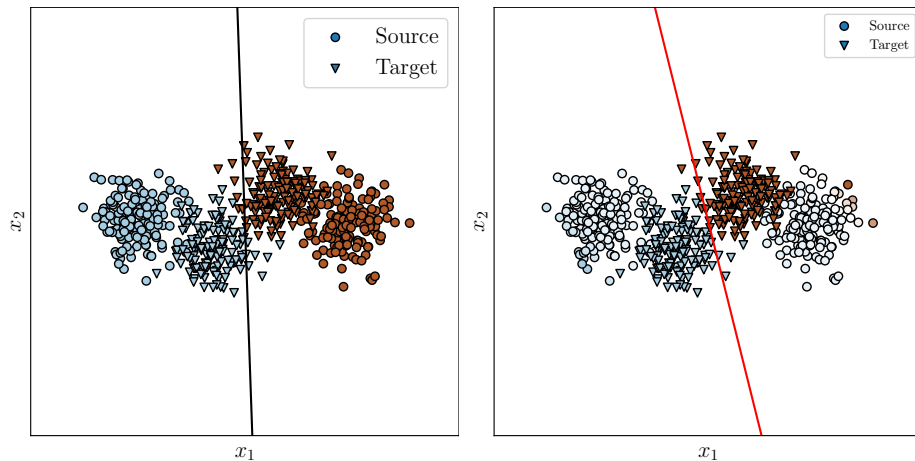 Source
Target
x₂
x₁
Source
Target
x₂
x₁